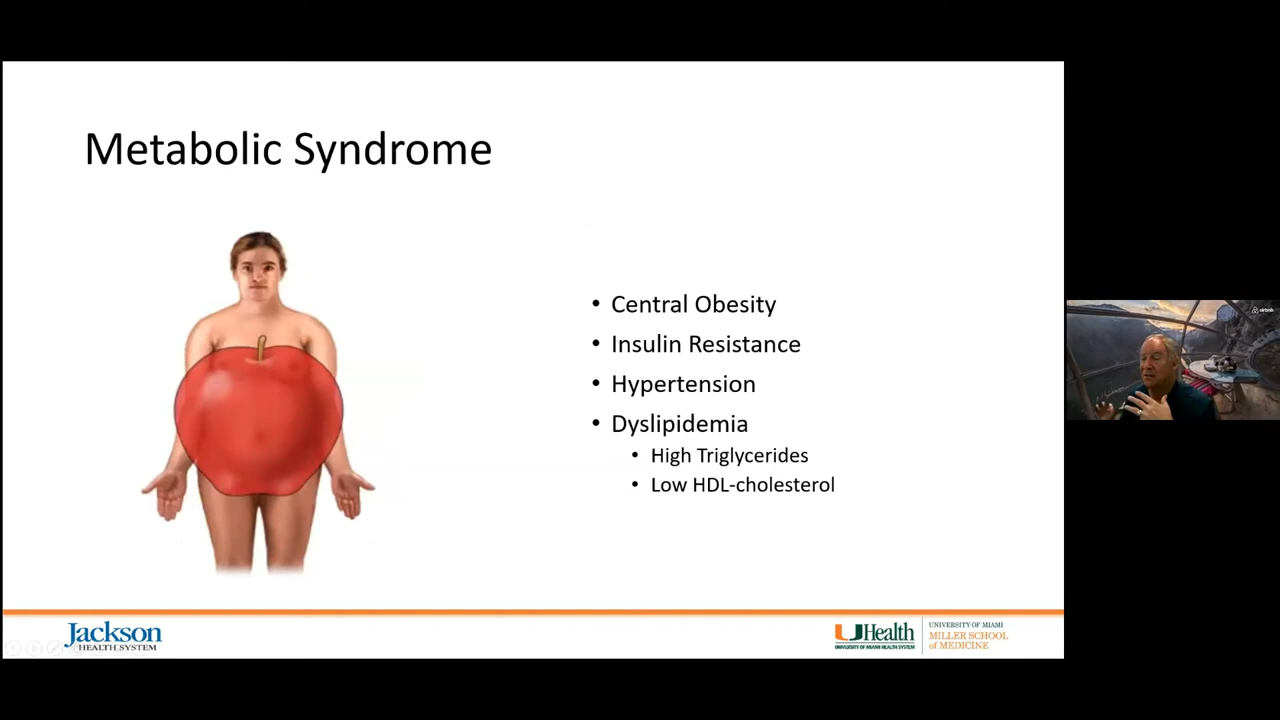 Metabolic Syndrome
• Central Obesity
• Insulin Resistance
• Hypertension
• Dyslipidemia
• High Triglycerides
• Low HDL-cholesterol
Jackson
HEALTH SYSTEM
UHealth
UNIVERSITY OF MIAMI HEALTH SYSTEM
UNIVERSITY OF MIAMI
MILLER SCHOOL
of MEDICINE
airbnb